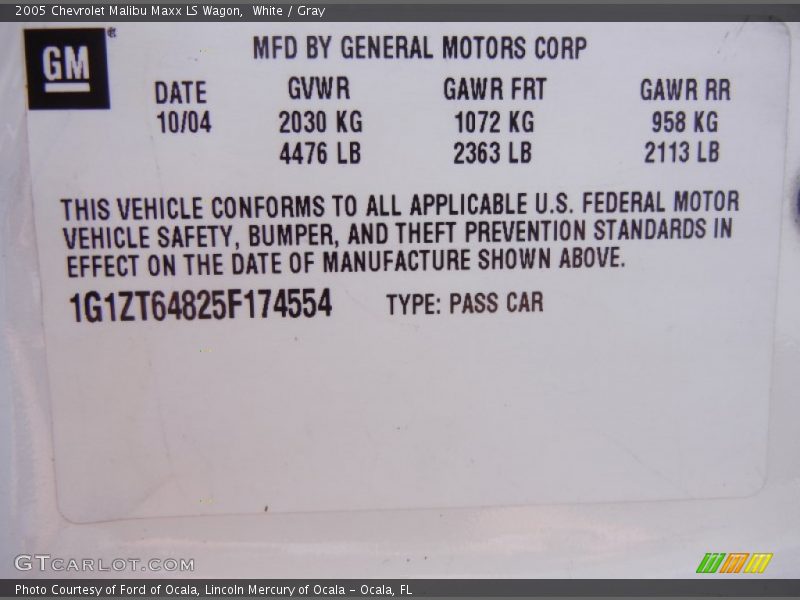 2005 Chevrolet Malibu Maxx LS Wagon, White / Gray
GM®
MFD BY GENERAL MOTORS CORP
DATE GVWR GAWR FRT GAWR RR
10/04 2030 KG 1072 KG 958 KG
4476 LB 2363 LB 2113 LB
THIS VEHICLE CONFORMS TO ALL APPLICABLE U.S. FEDERAL MOTOR
VEHICLE SAFETY, BUMPER, AND THEFT PREVENTION STANDARDS IN
EFFECT ON THE DATE OF MANUFACTURE SHOWN ABOVE.
1G1ZT64825F174554 TYPE: PASS CAR
GTCARLOT.COM
Photo Courtesy of Ford of Ocala, Lincoln Mercury of Ocala - Ocala, FL